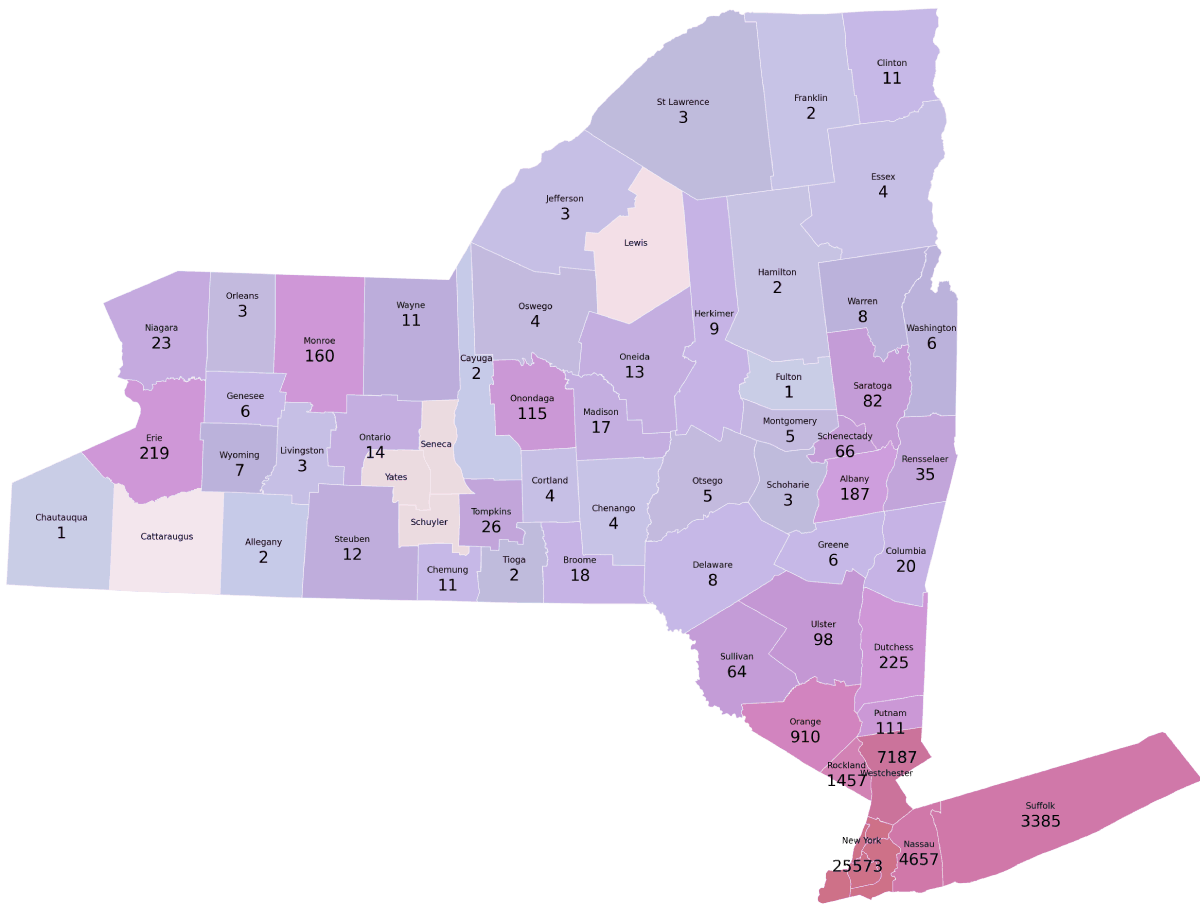 Clinton
11
Franklin
2
St Lawrence
3
Essex
4
Jefferson
3
Lewis
Hamilton
2
Orleans
3
Wayne
11
Oswego
4
Herkimer
9
Warren
8
Niagara
23
Monroe
160
Washington
6
Cayuga
2
Oneida
13
Fulton
1
Saratoga
82
Genesee
6
Onondaga
115
Madison
17
Montgomery
5
Erie
219
Ontario
14
Seneca
Schenectady
66
Wyoming
7
Livingston
3
Rensselaer
35
Yates
Cortland
4
Otsego
5
Schoharie
3
Albany
187
Chautauqua
1
Cattaraugus
Schuyler
Tompkins
26
Chenango
4
Allegany
2
Steuben
12
Greene
6
Columbia
20
Chemung
11
Tioga
2
Broome
18
Delaware
8
Ulster
98
Sullivan
64
Dutchess
225
Orange
910
Putnam
111
7187
Westchester
Rockland
1457
Suffolk
3385
New York
25573
Nassau
4657